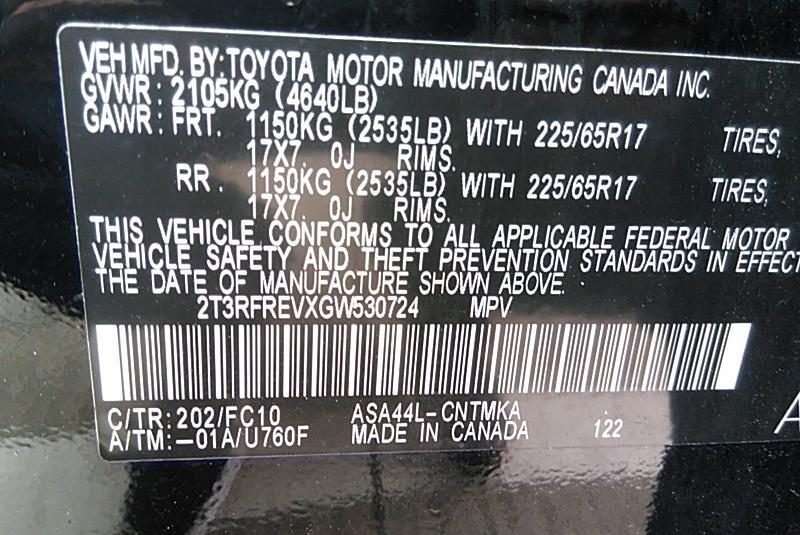 VEH MFD. BY: TOYOTA MOTOR MANUFACTURING CANADA INC.
GVWR: 2105KG (4640LB)
GAWR: FRT. 1150KG (2535LB) WITH 225/65R17 TIRES,
17X7. 0J RIMS.
RR. 1150KG (2535LB) WITH 225/65R17 TIRES,
17X7. 0J RIMS.
THIS VEHICLE CONFORMS TO ALL APPLICABLE FEDERAL MOTOR
VEHICLE SAFETY AND THEFT PREVENTION STANDARDS IN EFFECT
THE DATE OF MANUFACTURE SHOWN ABOVE.
2T3RFREVXGW530724 MPV
C/TR: 202/FC10 ASA44L-CNTMKA
A/TM: -01A/U760F MADE IN CANADA 122